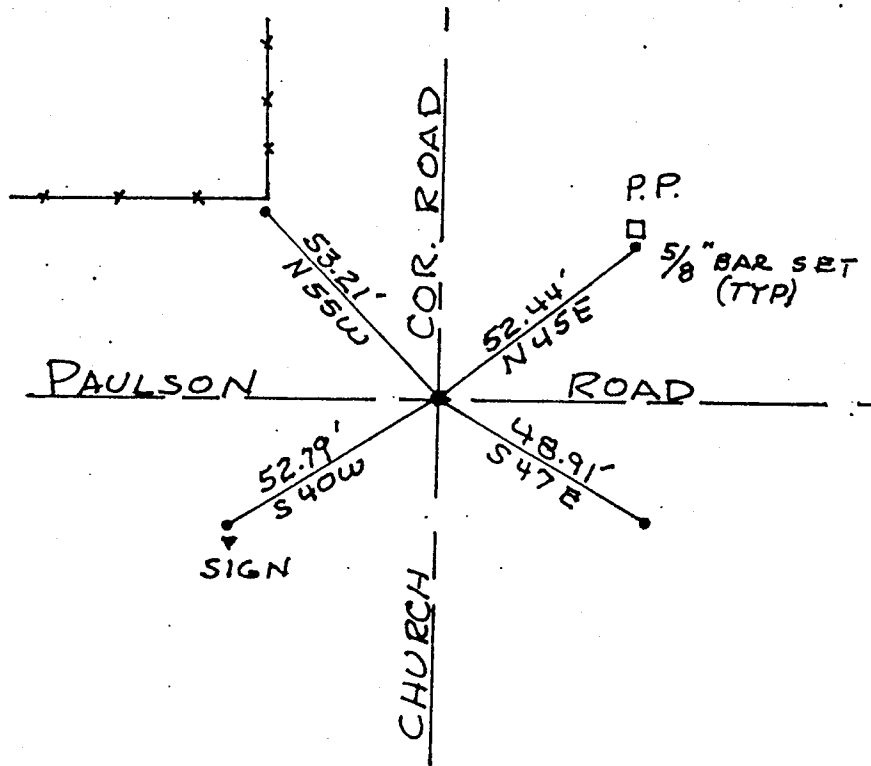 COR. ROAD
P.P.
5/8" BAR SET
(TYP)
53.21'
N55W
52.44'
N45E
PAULSON ROAD
52.79'
S40W
48.91'
S47E
SIGN
CHURCH